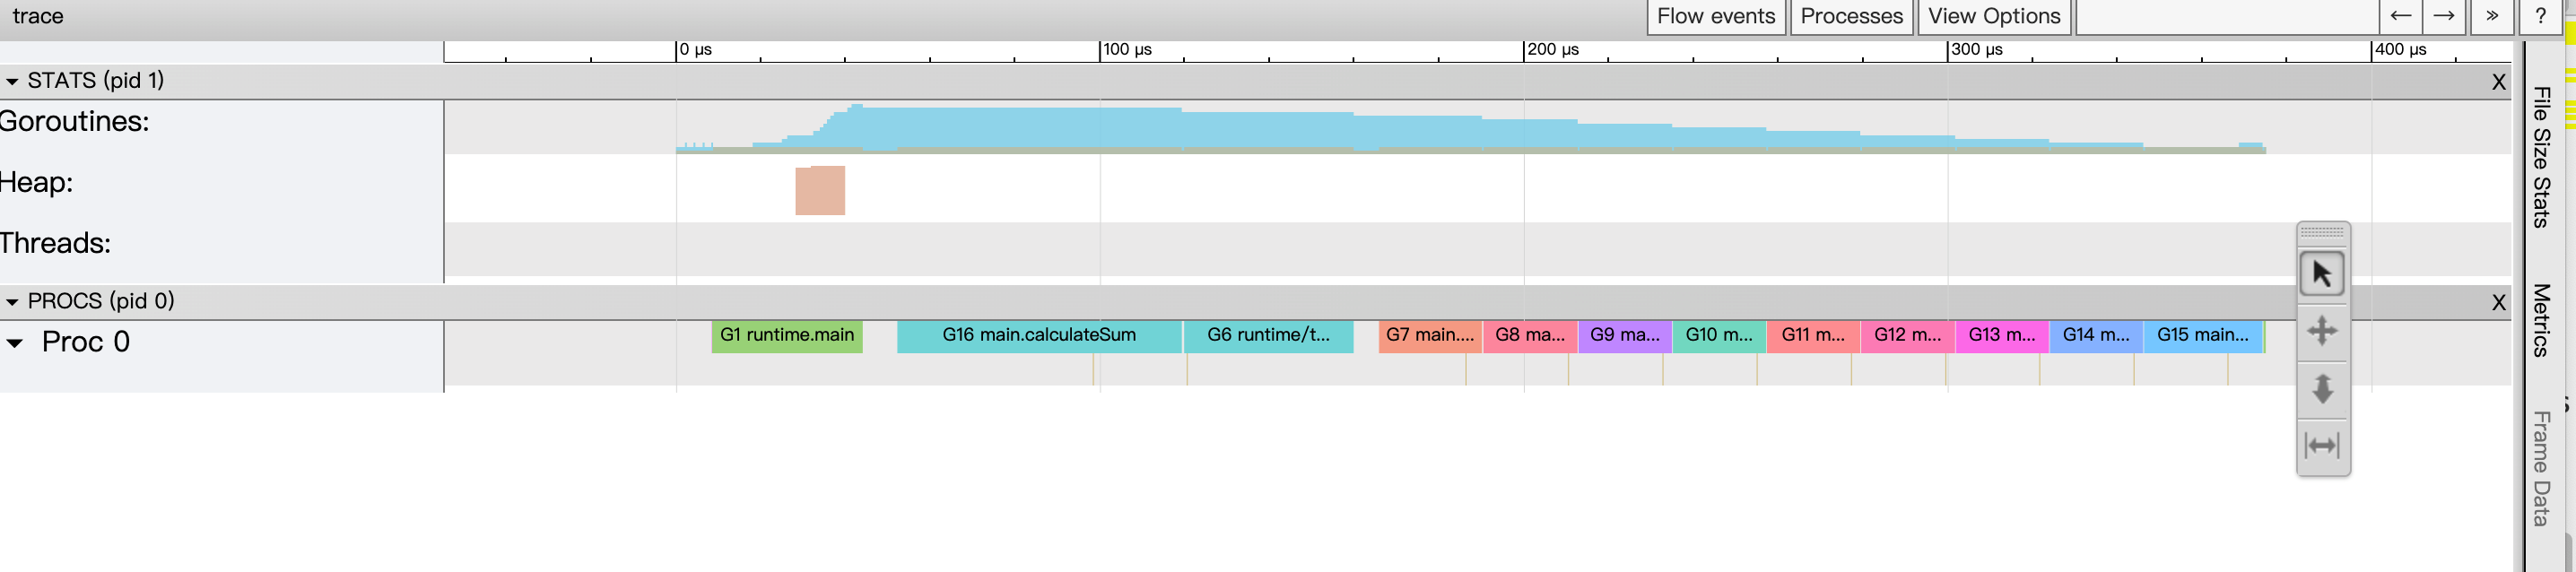 trace
Flow events Processes View Options ← → » ?
0 µs 100 µs 200 µs 300 µs 400 µs
STATS (pid 1) X
Goroutines:
Heap:
Threads:
PROCS (pid 0) X
Proc 0
G1 runtime.main G16 main.calculateSum G6 runtime/t... G7 main.... G8 ma... G9 ma... G10 m... G11 m... G12 m... G13 m... G14 m... G15 main...
File Size Stats
Metrics
Frame Data